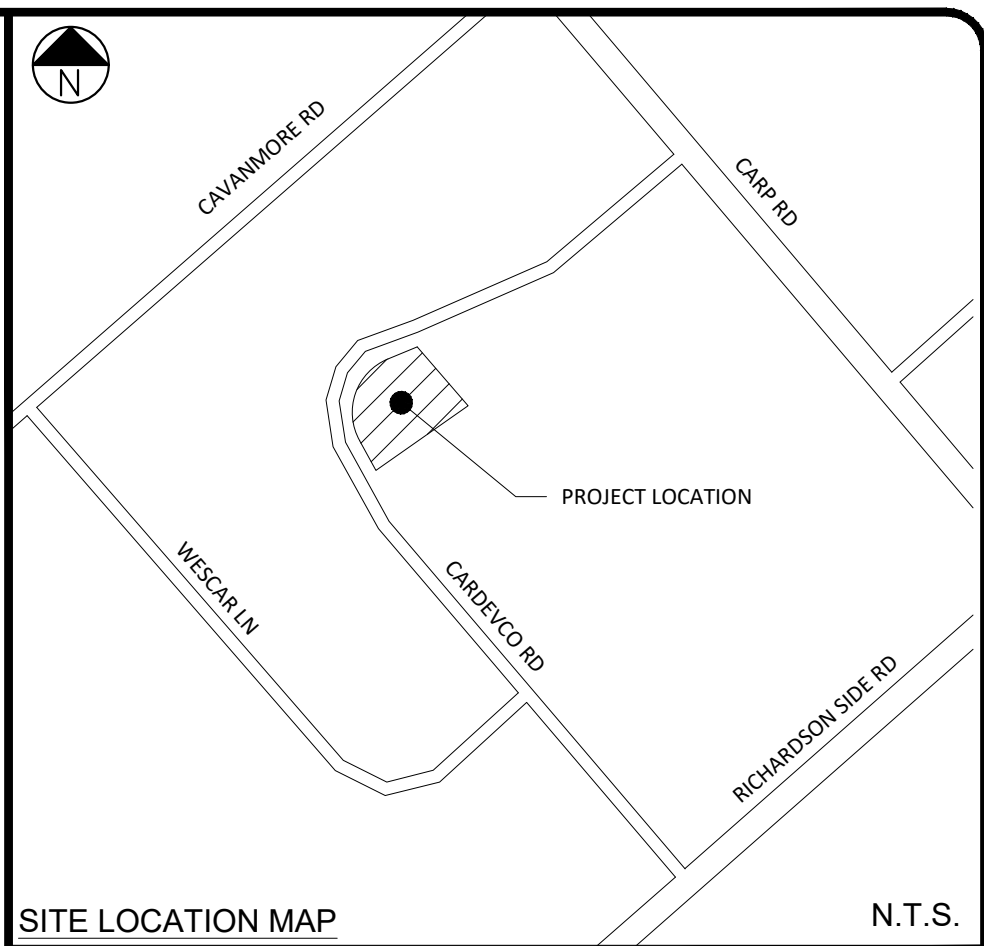 N
CAVANMORE RD
CARP RD
PROJECT LOCATION
WESCAR LN
CARDEVCO RD
RICHARDSON SIDE RD
SITE LOCATION MAP
N.T.S.